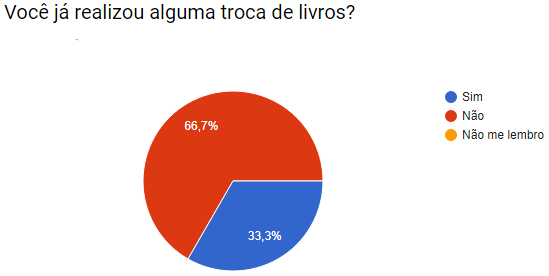 Você já realizou alguma troca de livros?
Sim
Não
Não me lembro
66,7%
33,3%